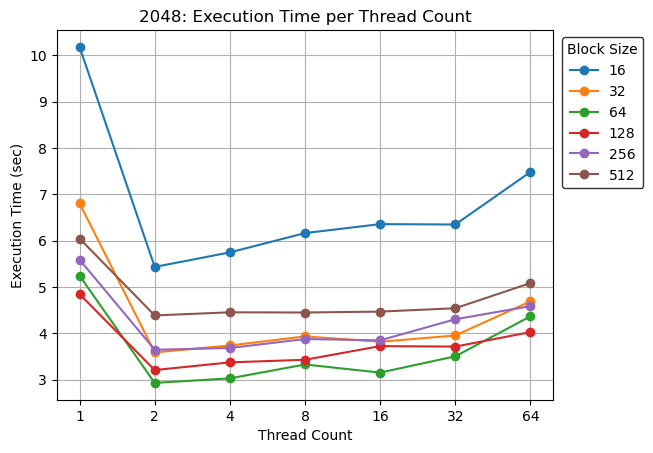 2048: Execution Time per Thread Count
Execution Time (sec)
10
9
8
7
6
5
4
3
1 2 4 8 16 32 64
Thread Count
Block Size
16
32
64
128
256
512